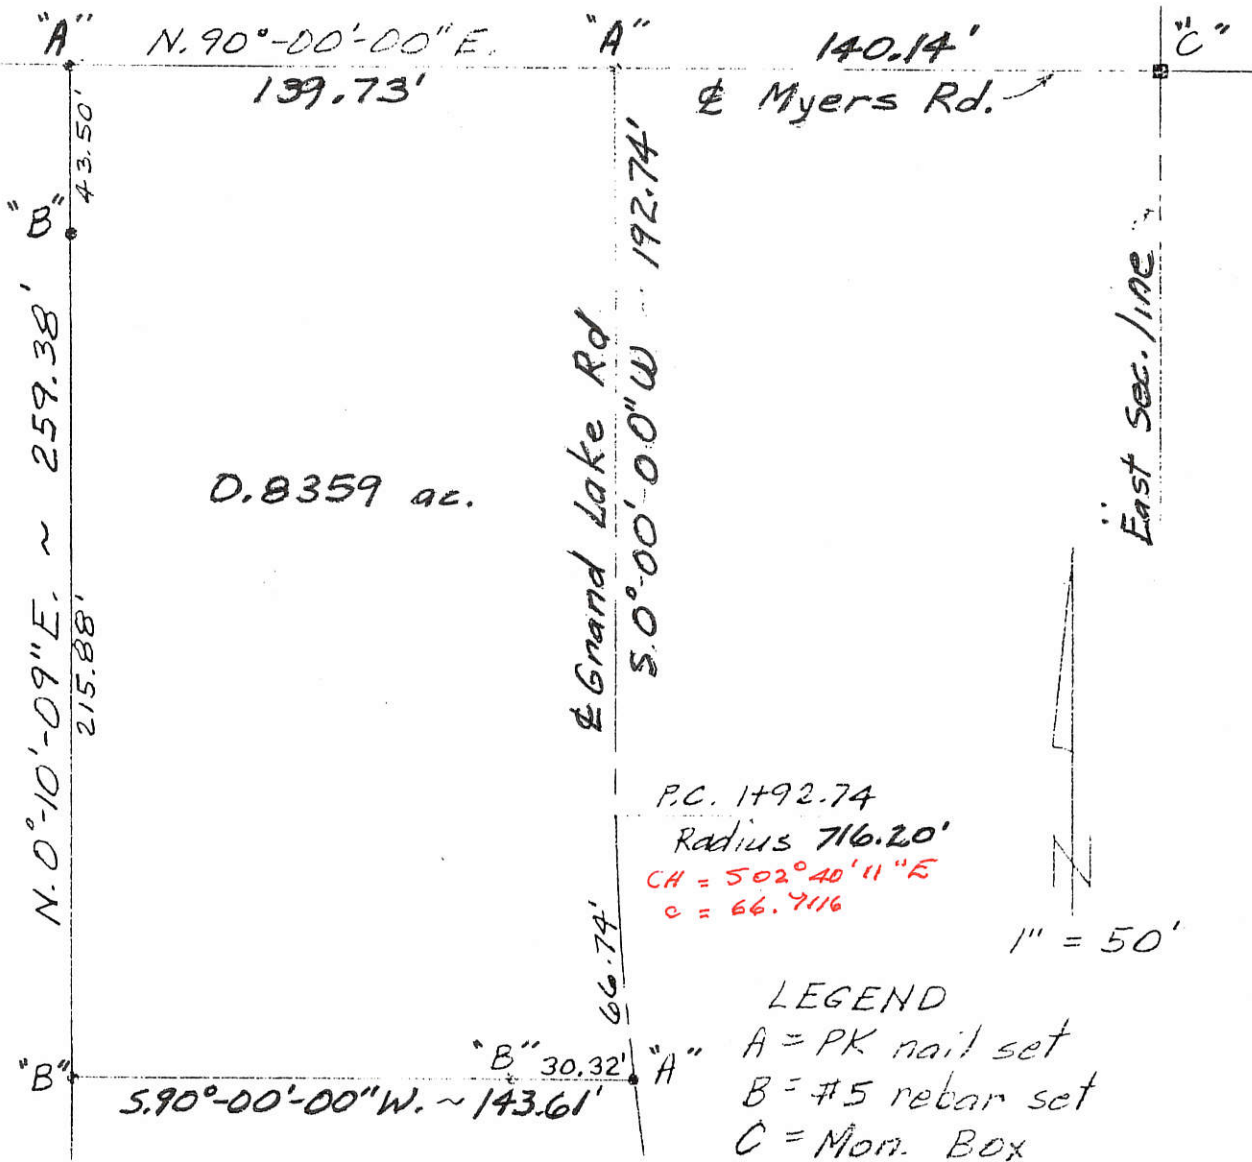 "A" N. 90°-00'-00" E. "A" 140.14' "C"
139.73' ℄ Myers Rd.
43.50'
"B"
N. 0°-10'-09" E. ~ 259.38'
215.88'
0.8359 ac.
℄ Grand Lake Rd
S. 0°-00'-00" W ~ 192.74'
East Sec. line
P.C. 1+92.74
Radius 716.20'
CH = S02°40'11"E
c = 66.7116
66.74'
N
1" = 50'
"B" "B" 30.32' "A"
S. 90°-00'-00" W. ~ 143.61'
LEGEND
A = PK nail set
B = #5 rebar set
C = Mon. Box